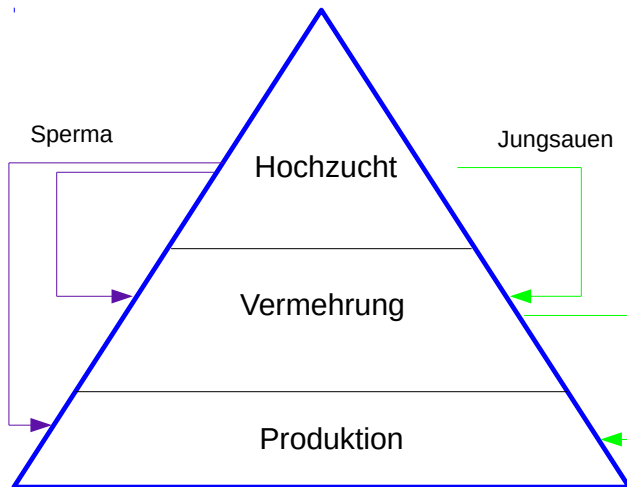 Sperma
Jungsauen
Hochzucht
Vermehrung
Produktion